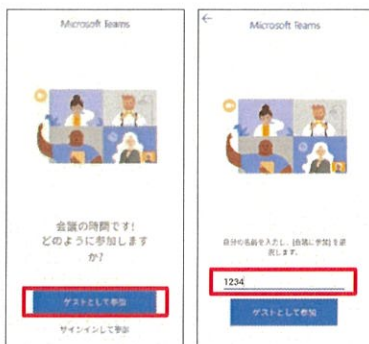 Microsoft Teams
会議の時間です!
どのように参加します
か?
ゲストとして参加
サインインして参加
←
Microsoft Teams
自分の名前を入力し、[会議に参加] を選
択します。
1234
ゲストとして参加